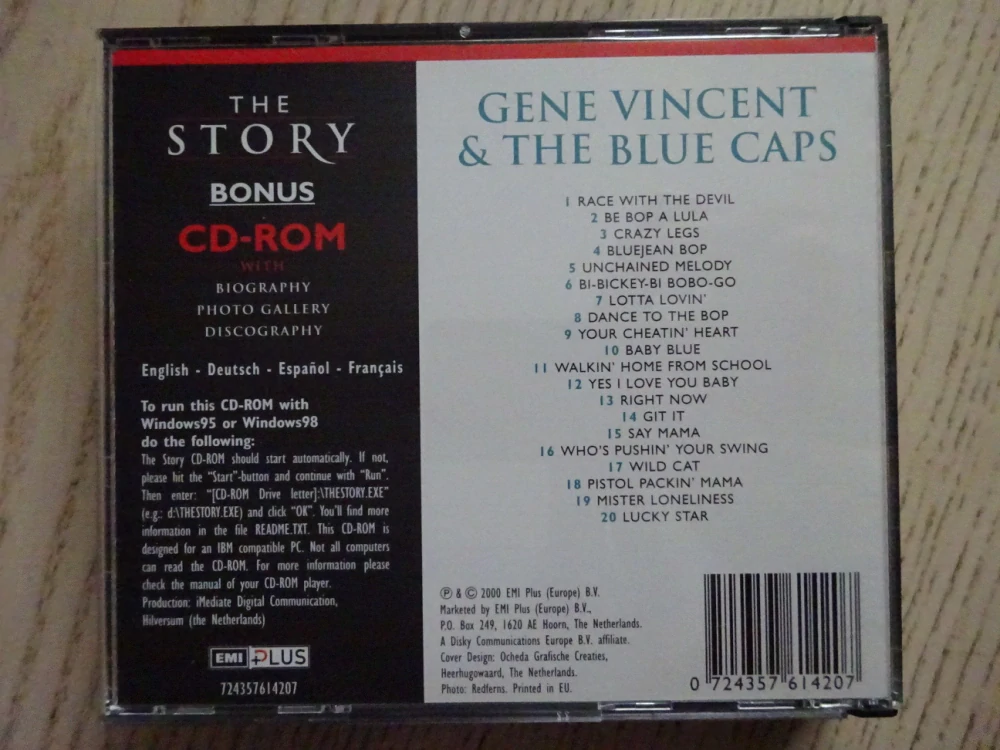 THE
STORY
BONUS
CD-ROM
WITH
BIOGRAPHY
PHOTO GALLERY
DISCOGRAPHY
English - Deutsch - Español - Français
To run this CD-ROM with
Windows95 or Windows98
do the following:
The Story CD-ROM should start automatically. If not,
please hit the "Start"-button and continue with "Run".
Then enter: "[CD-ROM Drive letter]:\THESTORY.EXE"
(e.g.: d:\THESTORY.EXE) and click "OK". You'll find more
information in the file README.TXT. This CD-ROM is
designed for an IBM compatible PC. Not all computers
can read the CD-ROM. For more information please
check the manual of your CD-ROM player.
Production: iMediate Digital Communication,
Hilversum (the Netherlands)
EMI PLUS
724357614207
GENE VINCENT
& THE BLUE CAPS
1 RACE WITH THE DEVIL
2 BE BOP A LULA
3 CRAZY LEGS
4 BLUEJEAN BOP
5 UNCHAINED MELODY
6 BI-BICKEY-BI BOBO-GO
7 LOTTA LOVIN'
8 DANCE TO THE BOP
9 YOUR CHEATIN' HEART
10 BABY BLUE
11 WALKIN' HOME FROM SCHOOL
12 YES I LOVE YOU BABY
13 RIGHT NOW
14 GIT IT
15 SAY MAMA
16 WHO'S PUSHIN' YOUR SWING
17 WILD CAT
18 PISTOL PACKIN' MAMA
19 MISTER LONELINESS
20 LUCKY STAR
℗ & © 2000 EMI Plus (Europe) B.V.
Marketed by EMI Plus (Europe) B.V.,
P.O. Box 249, 1620 AE Hoorn, The Netherlands.
A Disky Communications Europe B.V. affiliate.
Cover Design: Ocheda Grafische Creaties,
Heerhugowaard, The Netherlands.
Photo: Redferns. Printed in EU.
0 724357 614207